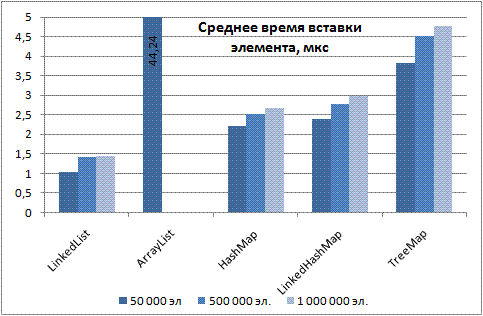 Среднее время вставки
элемента, мкс
5
4,5
4
3,5
3
2,5
2
1,5
1
0,5
0
44,24
LinkedList
ArrayList
HashMap
LinkedHashMap
TreeMap
50 000 эл
500 000 эл.
1 000 000 эл.